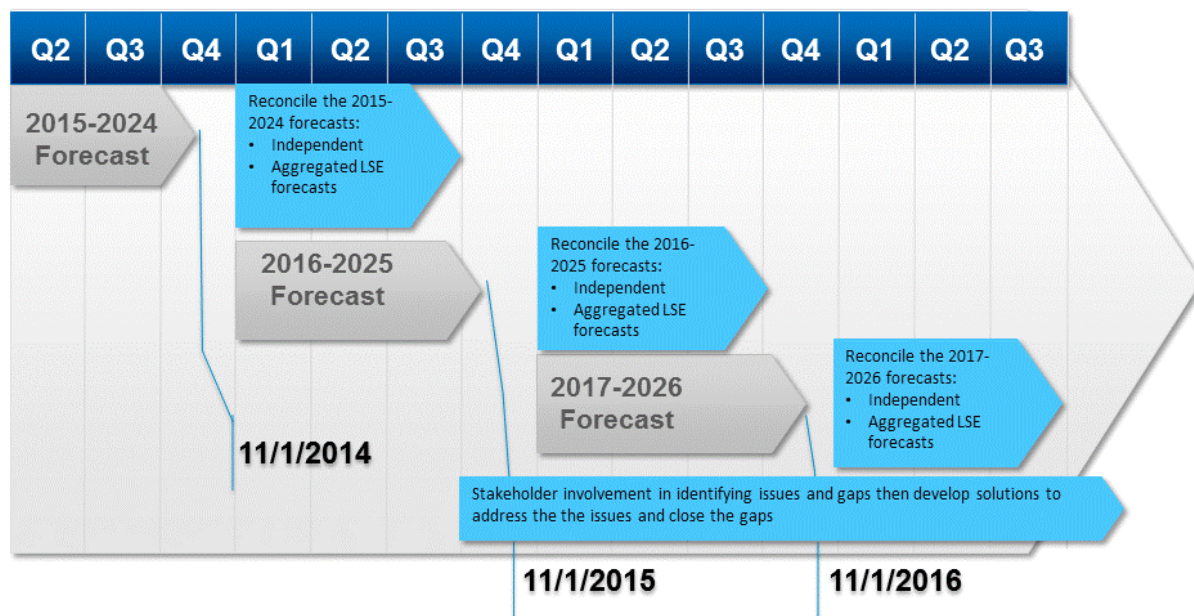 Q2 Q3 Q4 Q1 Q2 Q3 Q4 Q1 Q2 Q3 Q4 Q1 Q2 Q3
2015-2024
Forecast
Reconcile the 2015-
2024 forecasts:
• Independent
• Aggregated LSE
forecasts
2016-2025
Forecast
Reconcile the 2016-
2025 forecasts:
• Independent
• Aggregated LSE
forecasts
2017-2026
Forecast
Reconcile the 2017-
2026 forecasts:
• Independent
• Aggregated LSE
forecasts
11/1/2014
Stakeholder involvement in identifying issues and gaps then develop solutions to
address the the issues and close the gaps
11/1/2015
11/1/2016